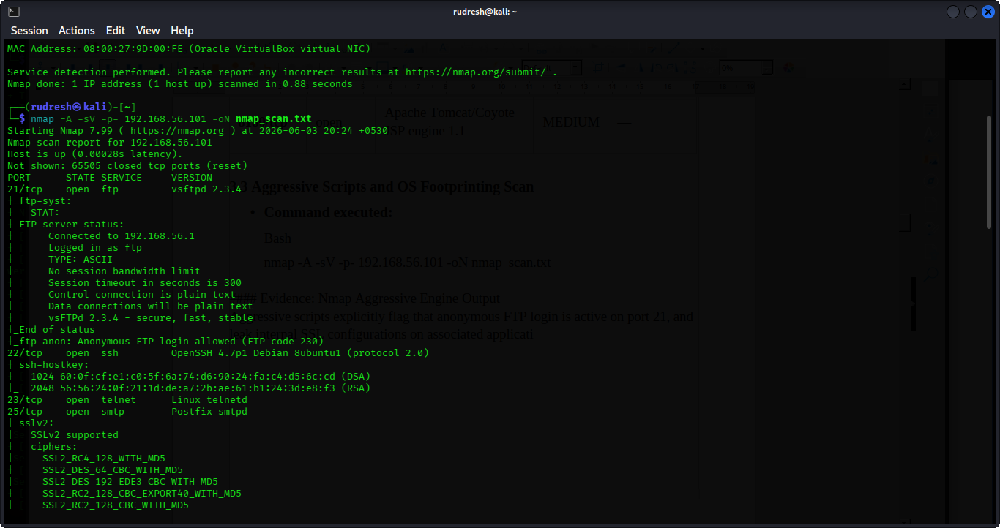 rudresh@kali: ~
Session Actions Edit View Help
MAC Address: 08:00:27:9D:00:FE (Oracle VirtualBox virtual NIC)
Service detection performed. Please report any incorrect results at https://nmap.org/submit/ .
Nmap done: 1 IP address (1 host up) scanned in 0.88 seconds
┌──(rudresh㉿kali)-[~]
└─$ nmap -A -sV -p- 192.168.56.101 -oN nmap_scan.txt
Starting Nmap 7.99 ( https://nmap.org ) at 2026-06-03 20:24 +0530
Nmap scan report for 192.168.56.101
Host is up (0.00028s latency).
Not shown: 65505 closed tcp ports (reset)
PORT STATE SERVICE VERSION
21/tcp open ftp vsftpd 2.3.4
| ftp-syst:
| STAT:
| FTP server status:
| Connected to 192.168.56.1
| Logged in as ftp
| TYPE: ASCII
| No session bandwidth limit
| Session timeout in seconds is 300
| Control connection is plain text
| Data connections will be plain text
| vsFTPd 2.3.4 - secure, fast, stable
|_End of status
|_ftp-anon: Anonymous FTP login allowed (FTP code 230)
22/tcp open ssh OpenSSH 4.7p1 Debian 8ubuntu1 (protocol 2.0)
| ssh-hostkey:
| 1024 60:0f:cf:e1:c0:5f:6a:74:d6:90:24:fa:c4:d5:6c:cd (DSA)
|_ 2048 56:56:24:0f:21:1d:de:a7:2b:ae:61:b1:24:3d:e8:f3 (RSA)
23/tcp open telnet Linux telnetd
25/tcp open smtp Postfix smtpd
| sslv2:
| SSLv2 supported
| ciphers:
| SSL2_RC4_128_WITH_MD5
| SSL2_DES_64_CBC_WITH_MD5
| SSL2_DES_192_EDE3_CBC_WITH_MD5
| SSL2_RC2_128_CBC_EXPORT40_WITH_MD5
| SSL2_RC2_128_CBC_WITH_MD5
0%
open
Apache Tomcat/Coyote
SP engine 1.1
MEDIUM
—
3 Aggressive Scripts and OS Footprinting Scan
• Command executed:
Bash
nmap -A -sV -p- 192.168.56.101 -oN nmap_scan.txt
Evidence: Nmap Aggressive Engine Output
scripts explicitly flag that anonymous FTP login is active on port 21, and
leak internal SSL configurations on associated applicati